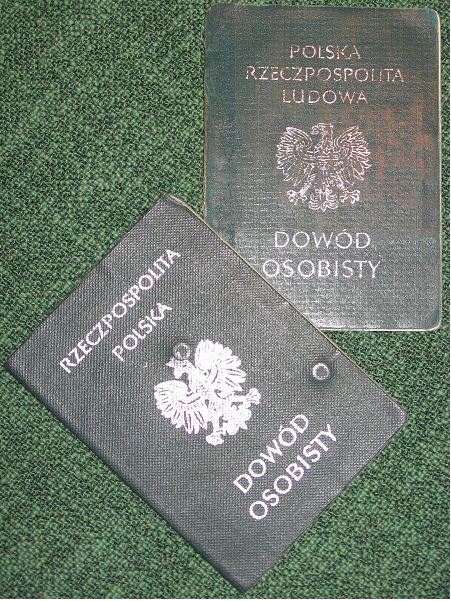 POLSKA
RZECZPOSPOLITA
LUDOWA
DOWÓD
OSOBISTY
RZECZPOSPOLITA
POLSKA
DOWÓD
OSOBISTY